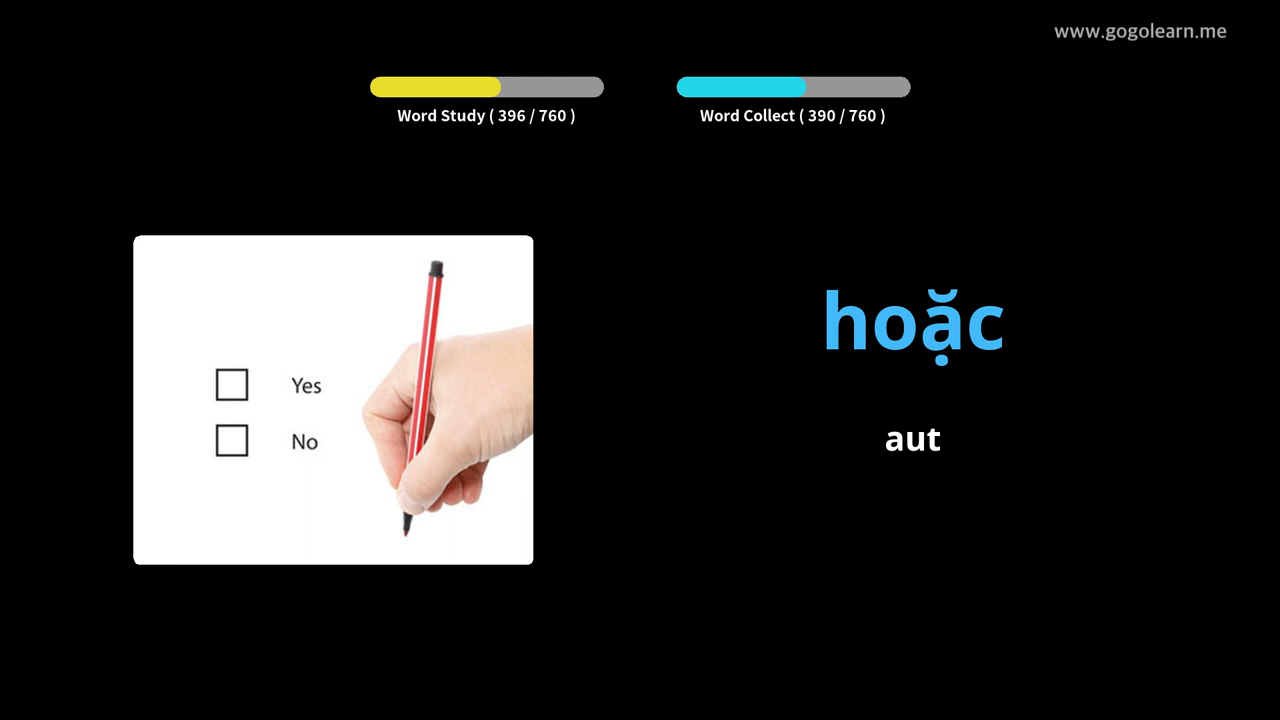 www.gogolearn.me
Word Study ( 396 / 760 )
Word Collect ( 390 / 760 )
Yes
No
hoặc
aut